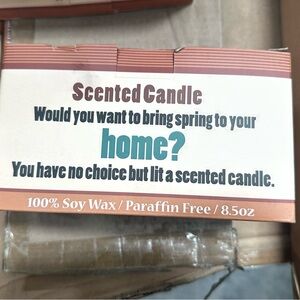 Scented Candle
Would you want to bring spring to your
home?
You have no choice but lit a scented candle.
100% Soy Wax / Paraffin Free / 8.5oz